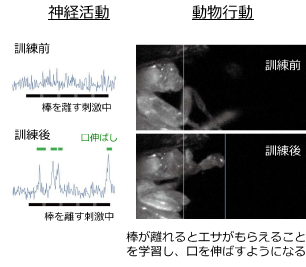 神経活動
訓練前
棒を離す刺激中
訓練後
口伸ばし
棒を離す刺激中
動物行動
訓練前
訓練後
棒が離れるとエサがもらえること
を学習し、口を伸ばすようになる